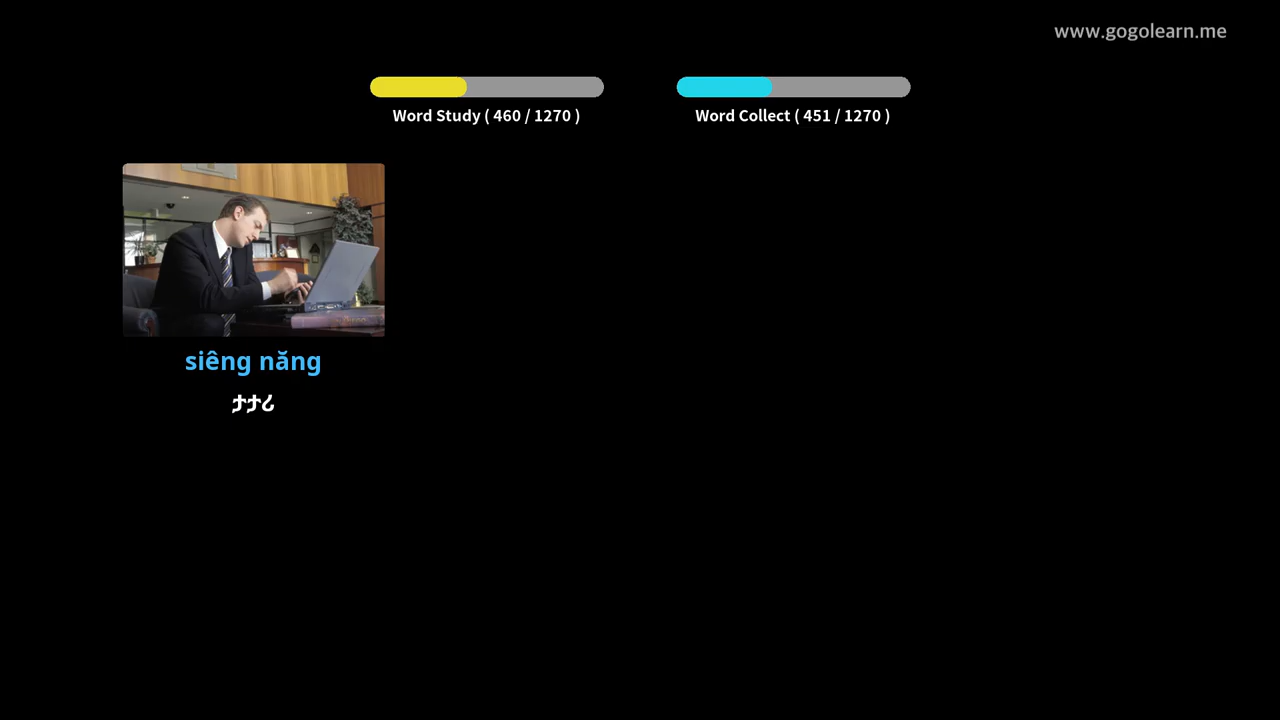 www.gogolearn.me
Word Study ( 460 / 1270 )
Word Collect ( 451 / 1270 )
siêng năng
ታታሪ